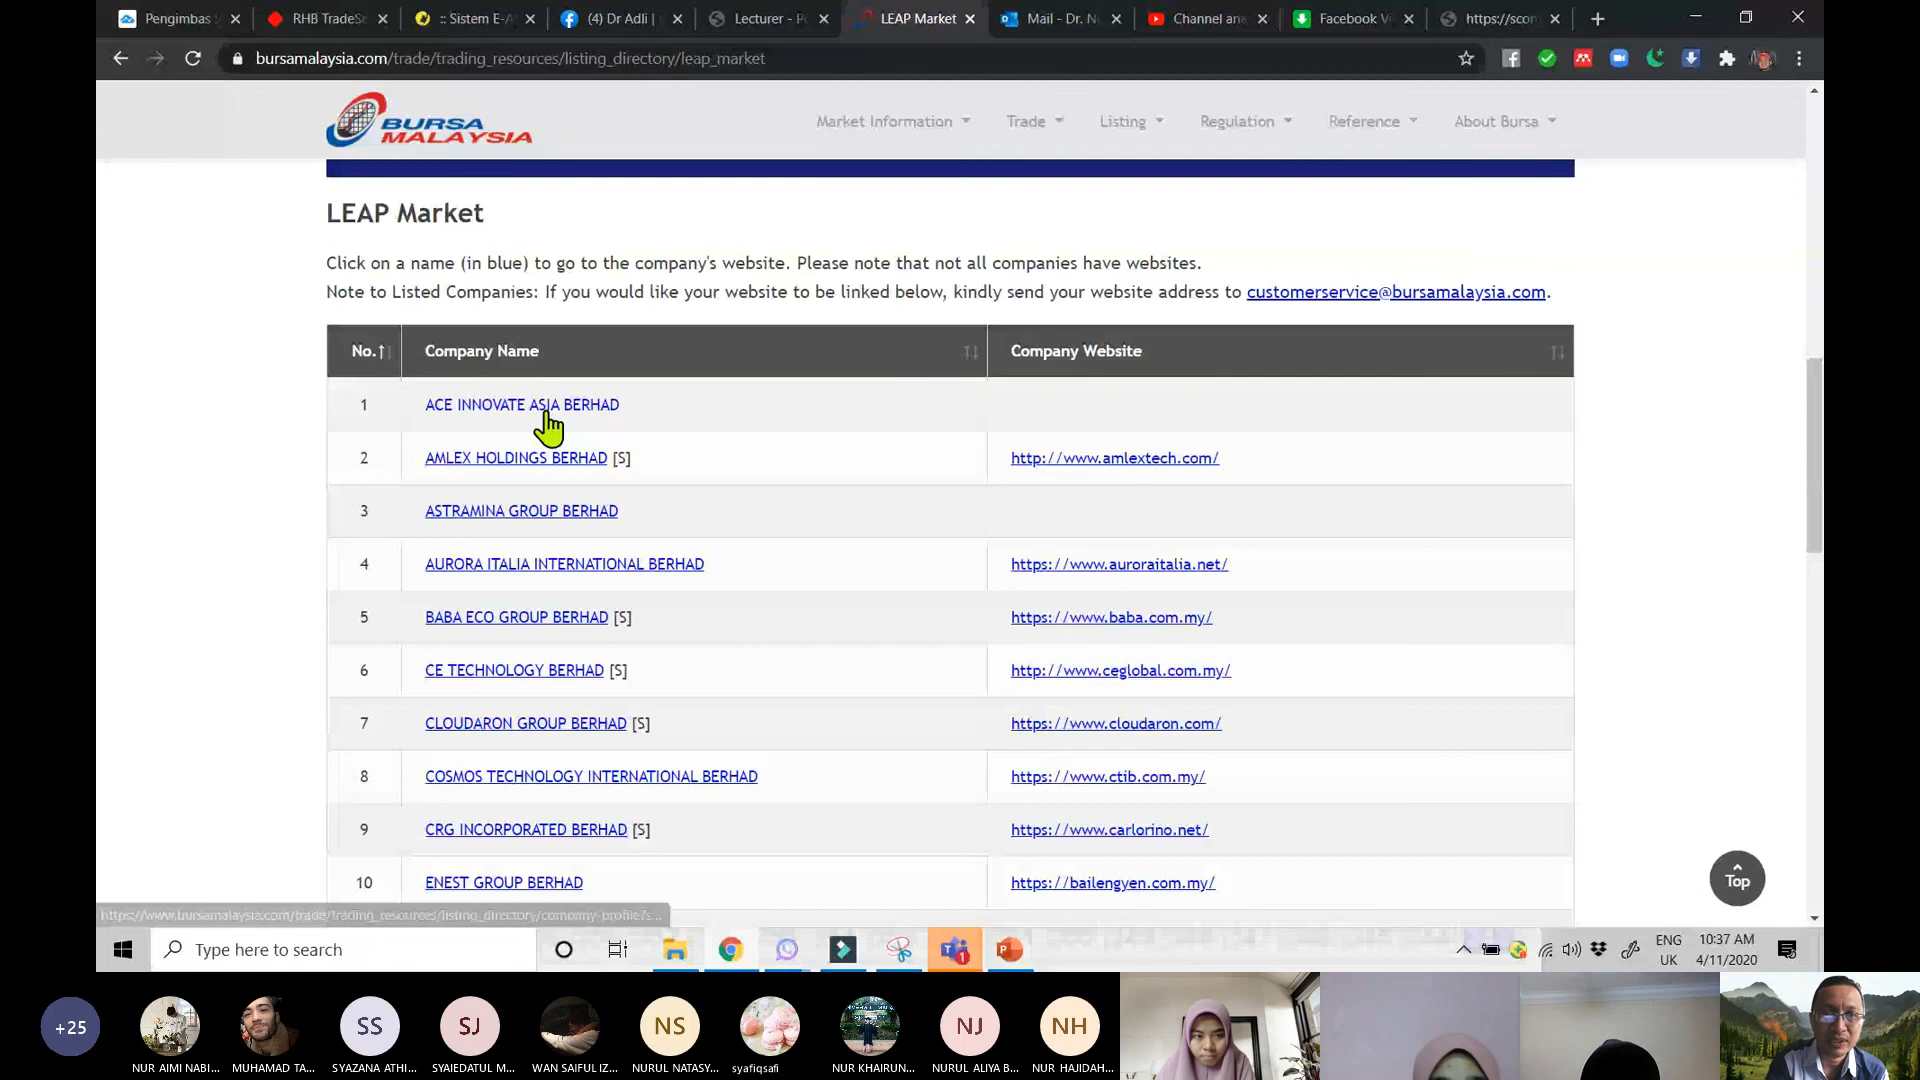 Pengimbas
RHB TradeS
:: Sistem E-A
(4) Dr Adli |
Lecturer - P
LEAP Market
Mail - Dr. N
Channel ana
Facebook V
https://scor
bursamalaysia.com/trade/trading_resources/listing_directory/leap_market
BURSA MALAYSIA
Market Information
Trade
Listing
Regulation
Reference
About Bursa
LEAP Market
Click on a name (in blue) to go to the company's website. Please note that not all companies have websites.
Note to Listed Companies: If you would like your website to be linked below, kindly send your website address to customerservice@bursamalaysia.com.
No. Company Name Company Website
1 ACE INNOVATE ASIA BERHAD
2 AMLEX HOLDINGS BERHAD [S] http://www.amlextech.com/
3 ASTRAMINA GROUP BERHAD
4 AURORA ITALIA INTERNATIONAL BERHAD https://www.auroraitalia.net/
5 BABA ECO GROUP BERHAD [S] https://www.baba.com.my/
6 CE TECHNOLOGY BERHAD [S] http://www.ceglobal.com.my/
7 CLOUDARON GROUP BERHAD [S] https://www.cloudaron.com/
8 COSMOS TECHNOLOGY INTERNATIONAL BERHAD https://www.ctib.com.my/
9 CRG INCORPORATED BERHAD [S] https://www.carlorino.net/
10 ENEST GROUP BERHAD https://bailengyen.com.my/
Top
https://www.bursamalaysia.com/trade/trading_resources/listing_directory/company-profile?s...
Type here to search
ENG
UK
10:37 AM
4/11/2020
+25
SS
SJ
NS
NJ
NH
NUR AIMI NABI...
MUHAMAD TA...
SYAZANA ATHI...
SYAIEDATUL M...
WAN SAIFUL IZ...
NURUL NATASY...
syafiqsafi
NUR KHAIRUN...
NURUL ALIYA B...
NUR HAJIDAH...